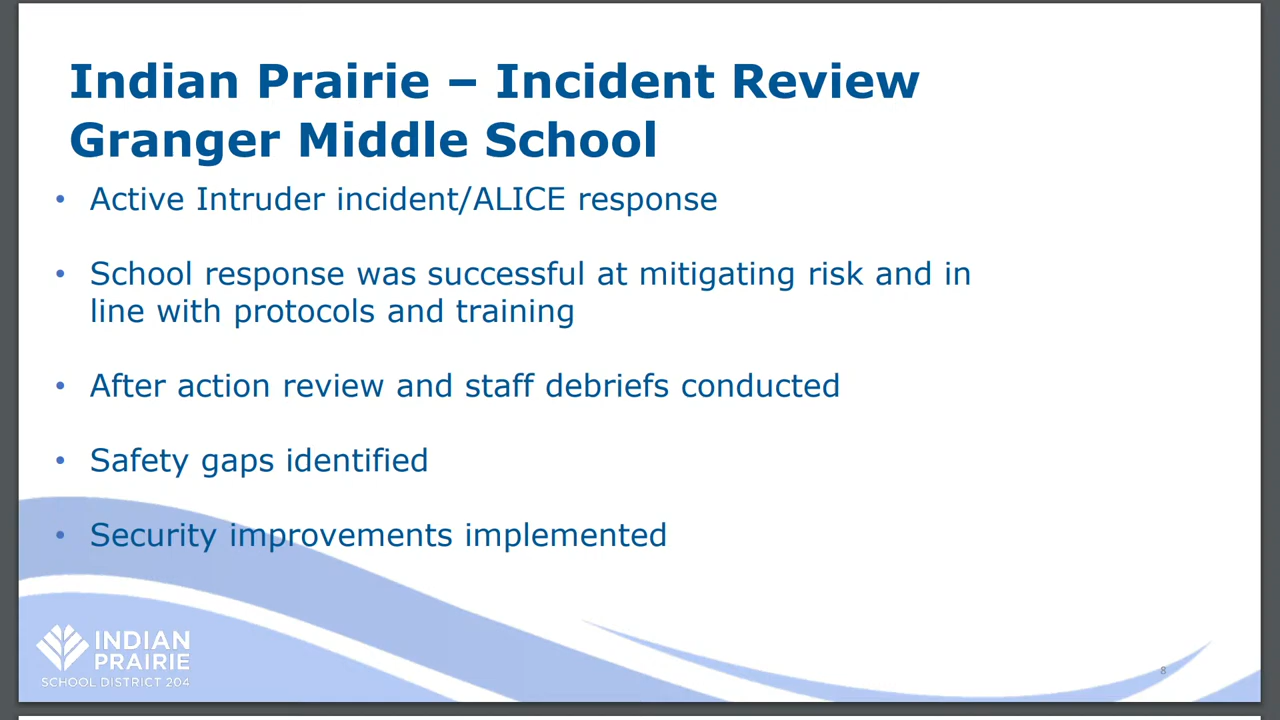 Indian Prairie – Incident Review
Granger Middle School
• Active Intruder incident/ALICE response
• School response was successful at mitigating risk and in
line with protocols and training
• After action review and staff debriefs conducted
• Safety gaps identified
• Security improvements implemented
INDIAN
PRAIRIE
SCHOOL DISTRICT 204
8